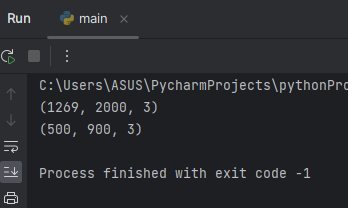 Run main
C:\Users\ASUS\PycharmProjects\pythonPro
(1269, 2000, 3)
(500, 900, 3)
Process finished with exit code -1